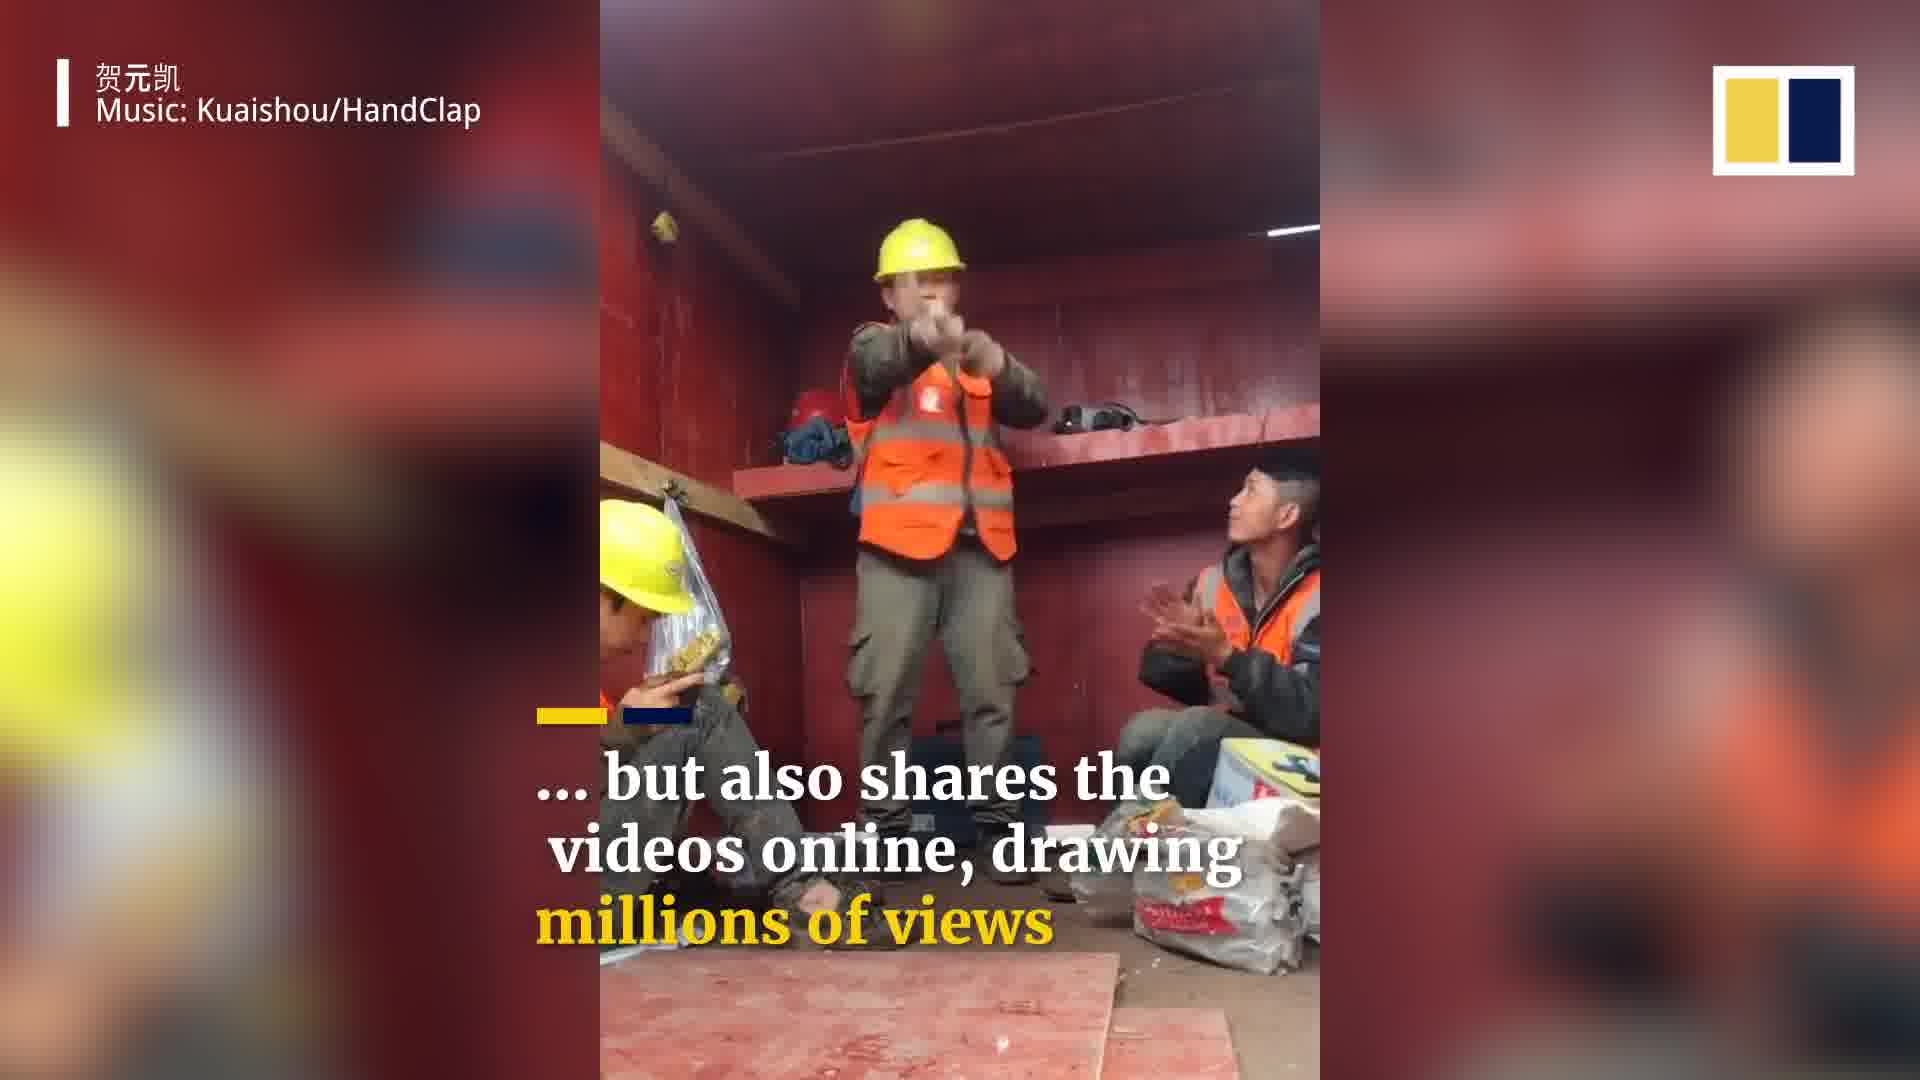 贺元凯
Music: Kuaishou/HandClap
... but also shares the
videos online, drawing
millions of views